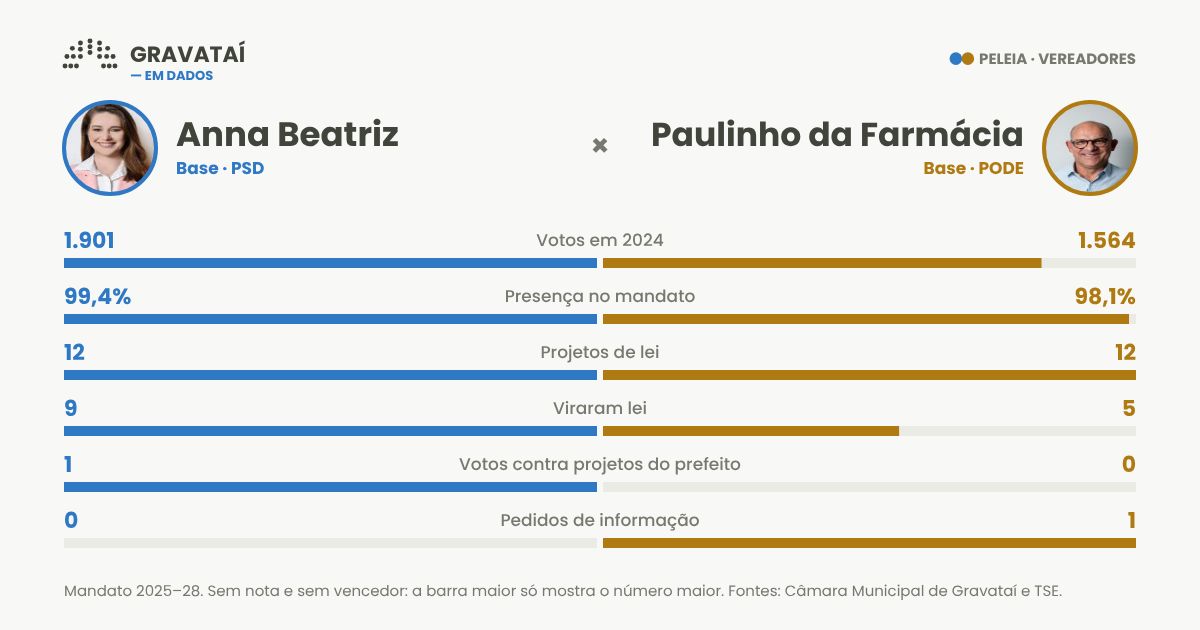 GRAVATAÍ
— EM DADOS
PELEIA · VEREADORES
Anna Beatriz
Base · PSD
×
Paulinho da Farmácia
Base · PODE
1.901 Votos em 2024 1.564
99,4% Presença no mandato 98,1%
12 Projetos de lei 12
9 Viraram lei 5
1 Votos contra projetos do prefeito 0
0 Pedidos de informação 1
Mandato 2025–28. Sem nota e sem vencedor: a barra maior só mostra o número maior. Fontes: Câmara Municipal de Gravataí e TSE.